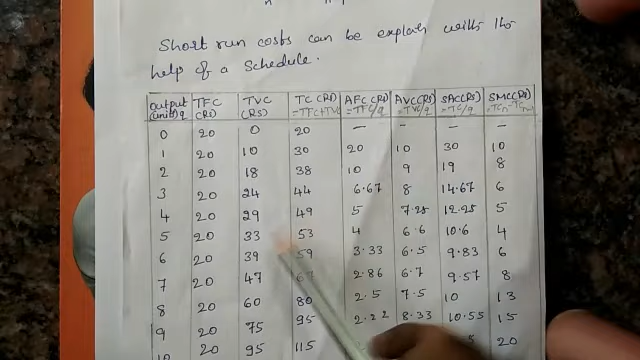 Short run costs can be explain with the
help of a Schedule.
output (units) q TFC (RS) TVC (RS) TC (RS) =TFC+TVC AFC (RS) =TFC/q AVC(RS) =TVC/q SAC(RS) =TC/q SMC(RS) =TCn-TCn-1
0 20 0 20 — — — —
1 20 10 30 20 10 30 10
2 20 18 38 10 9 19 8
3 20 24 44 6.67 8 14.67 6
4 20 29 49 5 7.25 12.25 5
5 20 33 53 4 6.6 10.6 4
6 20 39 59 3.33 6.5 9.83 6
7 20 47 67 2.86 6.7 9.57 8
8 20 60 80 2.5 7.5 10 13
9 20 75 95 2.22 8.33 10.55 15
10 20 95 115 20